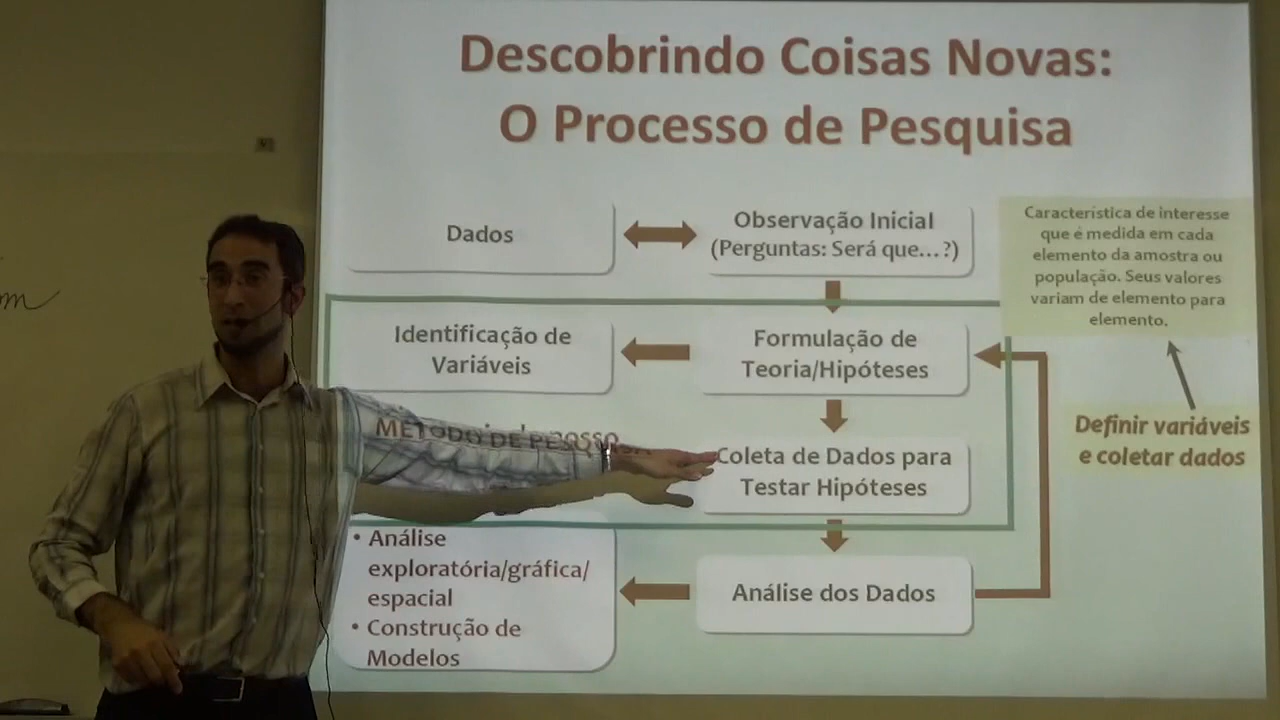 Descobrindo Coisas Novas:
O Processo de Pesquisa
Dados
Observação Inicial
(Perguntas: Será que...?)
Característica de interesse
que é medida em cada
elemento da amostra ou
população. Seus valores
variam de elemento para
elemento.
Identificação de
Variáveis
Formulação de
Teoria/Hipóteses
Definir variáveis
e coletar dados
MÉTODO DE PESQUISA
Coleta de Dados para
Testar Hipóteses
• Análise
exploratória/gráfica/
espacial
• Construção de
Modelos
Análise dos Dados